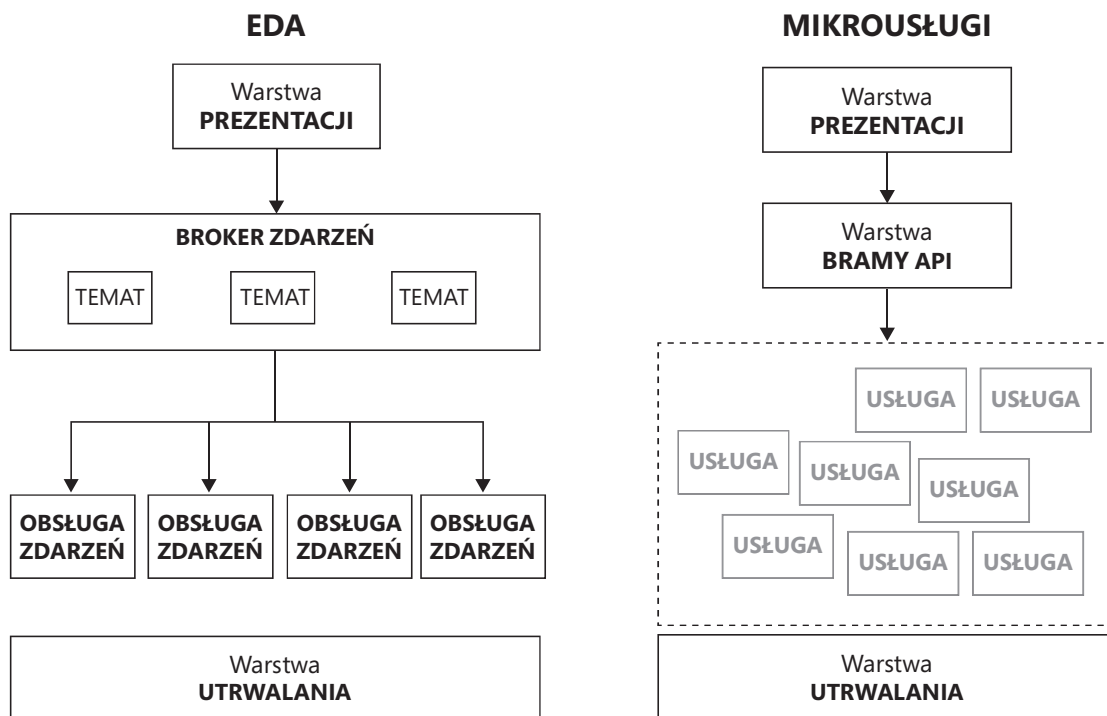 EDA
Warstwa
PREZENTACJI
BROKER ZDARZEŃ
TEMAT
TEMAT
TEMAT
OBSŁUGA
ZDARZEŃ
OBSŁUGA
ZDARZEŃ
OBSŁUGA
ZDARZEŃ
OBSŁUGA
ZDARZEŃ
Warstwa
UTRWALANIA
MIKROUSŁUGI
Warstwa
PREZENTACJI
Warstwa
BRAMY API
USŁUGA
USŁUGA
USŁUGA
USŁUGA
USŁUGA
USŁUGA
USŁUGA
USŁUGA
Warstwa
UTRWALANIA